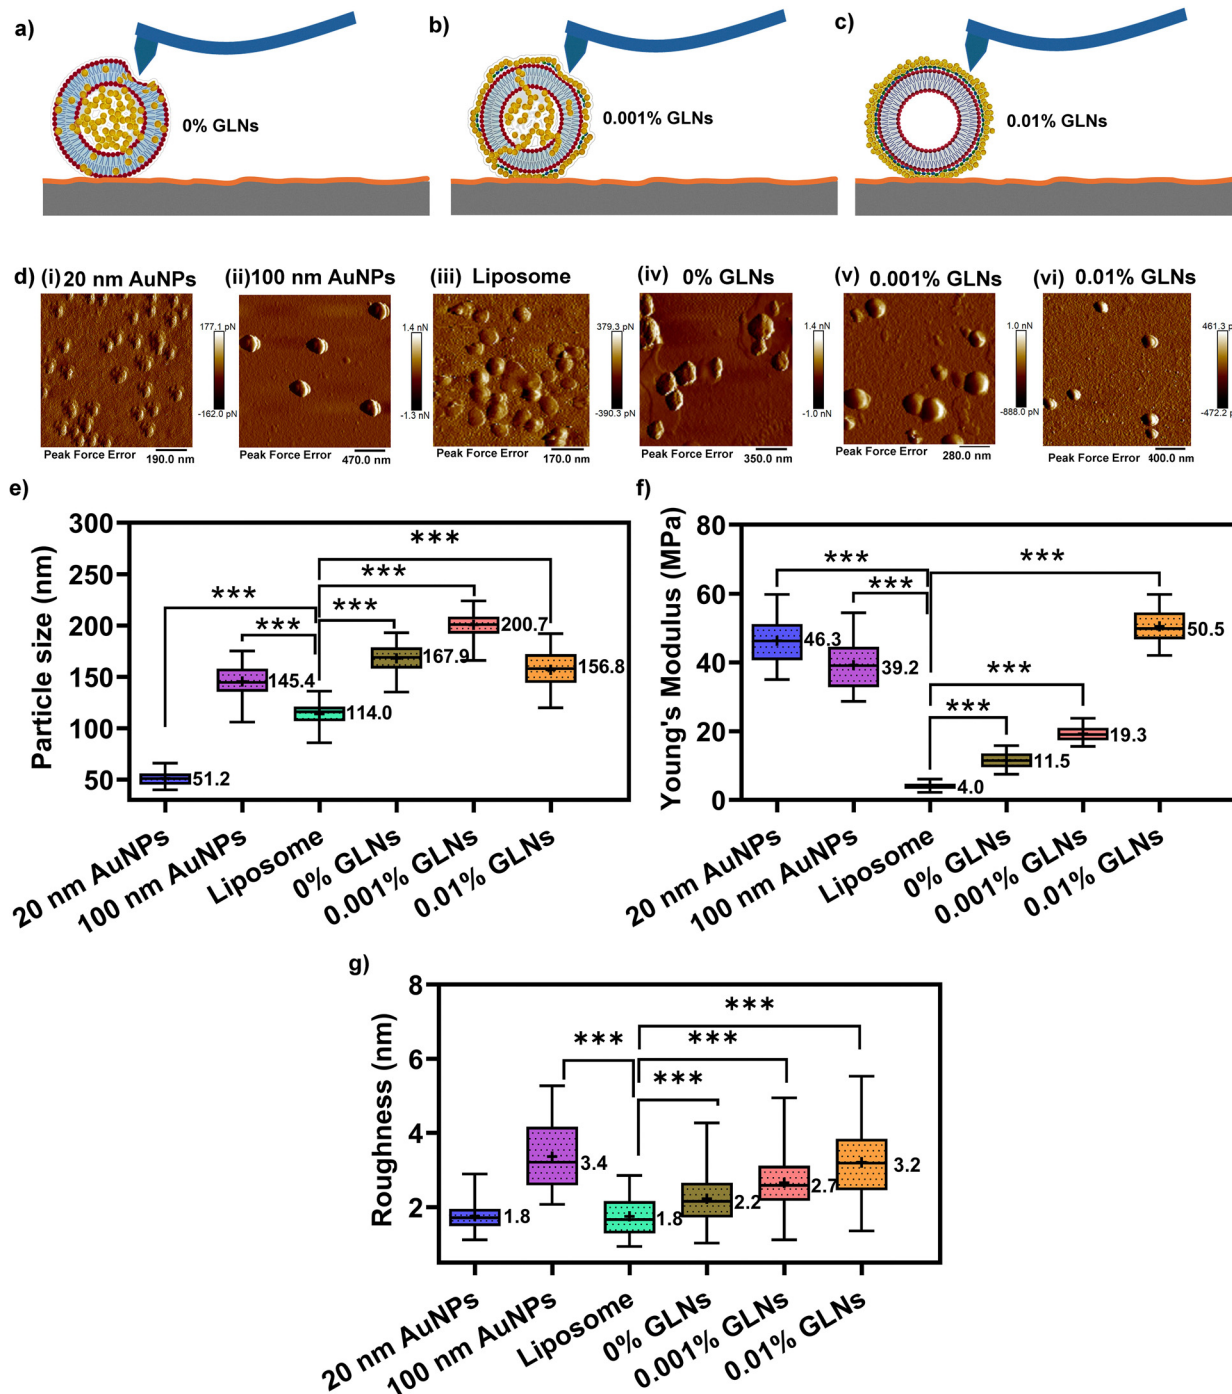 a)
b)
c)
0% GLNs
0.001% GLNs
0.01% GLNs
d) (i) 20 nm AuNPs
(ii) 100 nm AuNPs
(iii) Liposome
(iv) 0% GLNs
(v) 0.001% GLNs
(vi) 0.01% GLNs
177.1 pN
-162.0 pN
1.4 nN
-1.3 nN
379.3 pN
-390.3 pN
1.4 nN
-1.0 nN
1.0 nN
-888.0 pN
461.3 pN
-472.2 pN
Peak Force Error
190.0 nm
Peak Force Error
470.0 nm
Peak Force Error
170.0 nm
Peak Force Error
350.0 nm
Peak Force Error
280.0 nm
Peak Force Error
400.0 nm
e)
Particle size (nm)
300
250
200
150
100
50
***
***
***
***
***
51.2
145.4
114.0
167.9
200.7
156.8
20 nm AuNPs
100 nm AuNPs
Liposome
0% GLNs
0.001% GLNs
0.01% GLNs
f)
Young's Modulus (MPa)
80
60
40
20
0
***
***
***
***
***
46.3
39.2
4.0
11.5
19.3
50.5
20 nm AuNPs
100 nm AuNPs
Liposome
0% GLNs
0.001% GLNs
0.01% GLNs
g)
Roughness (nm)
8
6
4
2
***
***
***
***
1.8
3.4
1.8
2.2
2.7
3.2
20 nm AuNPs
100 nm AuNPs
Liposome
0% GLNs
0.001% GLNs
0.01% GLNs